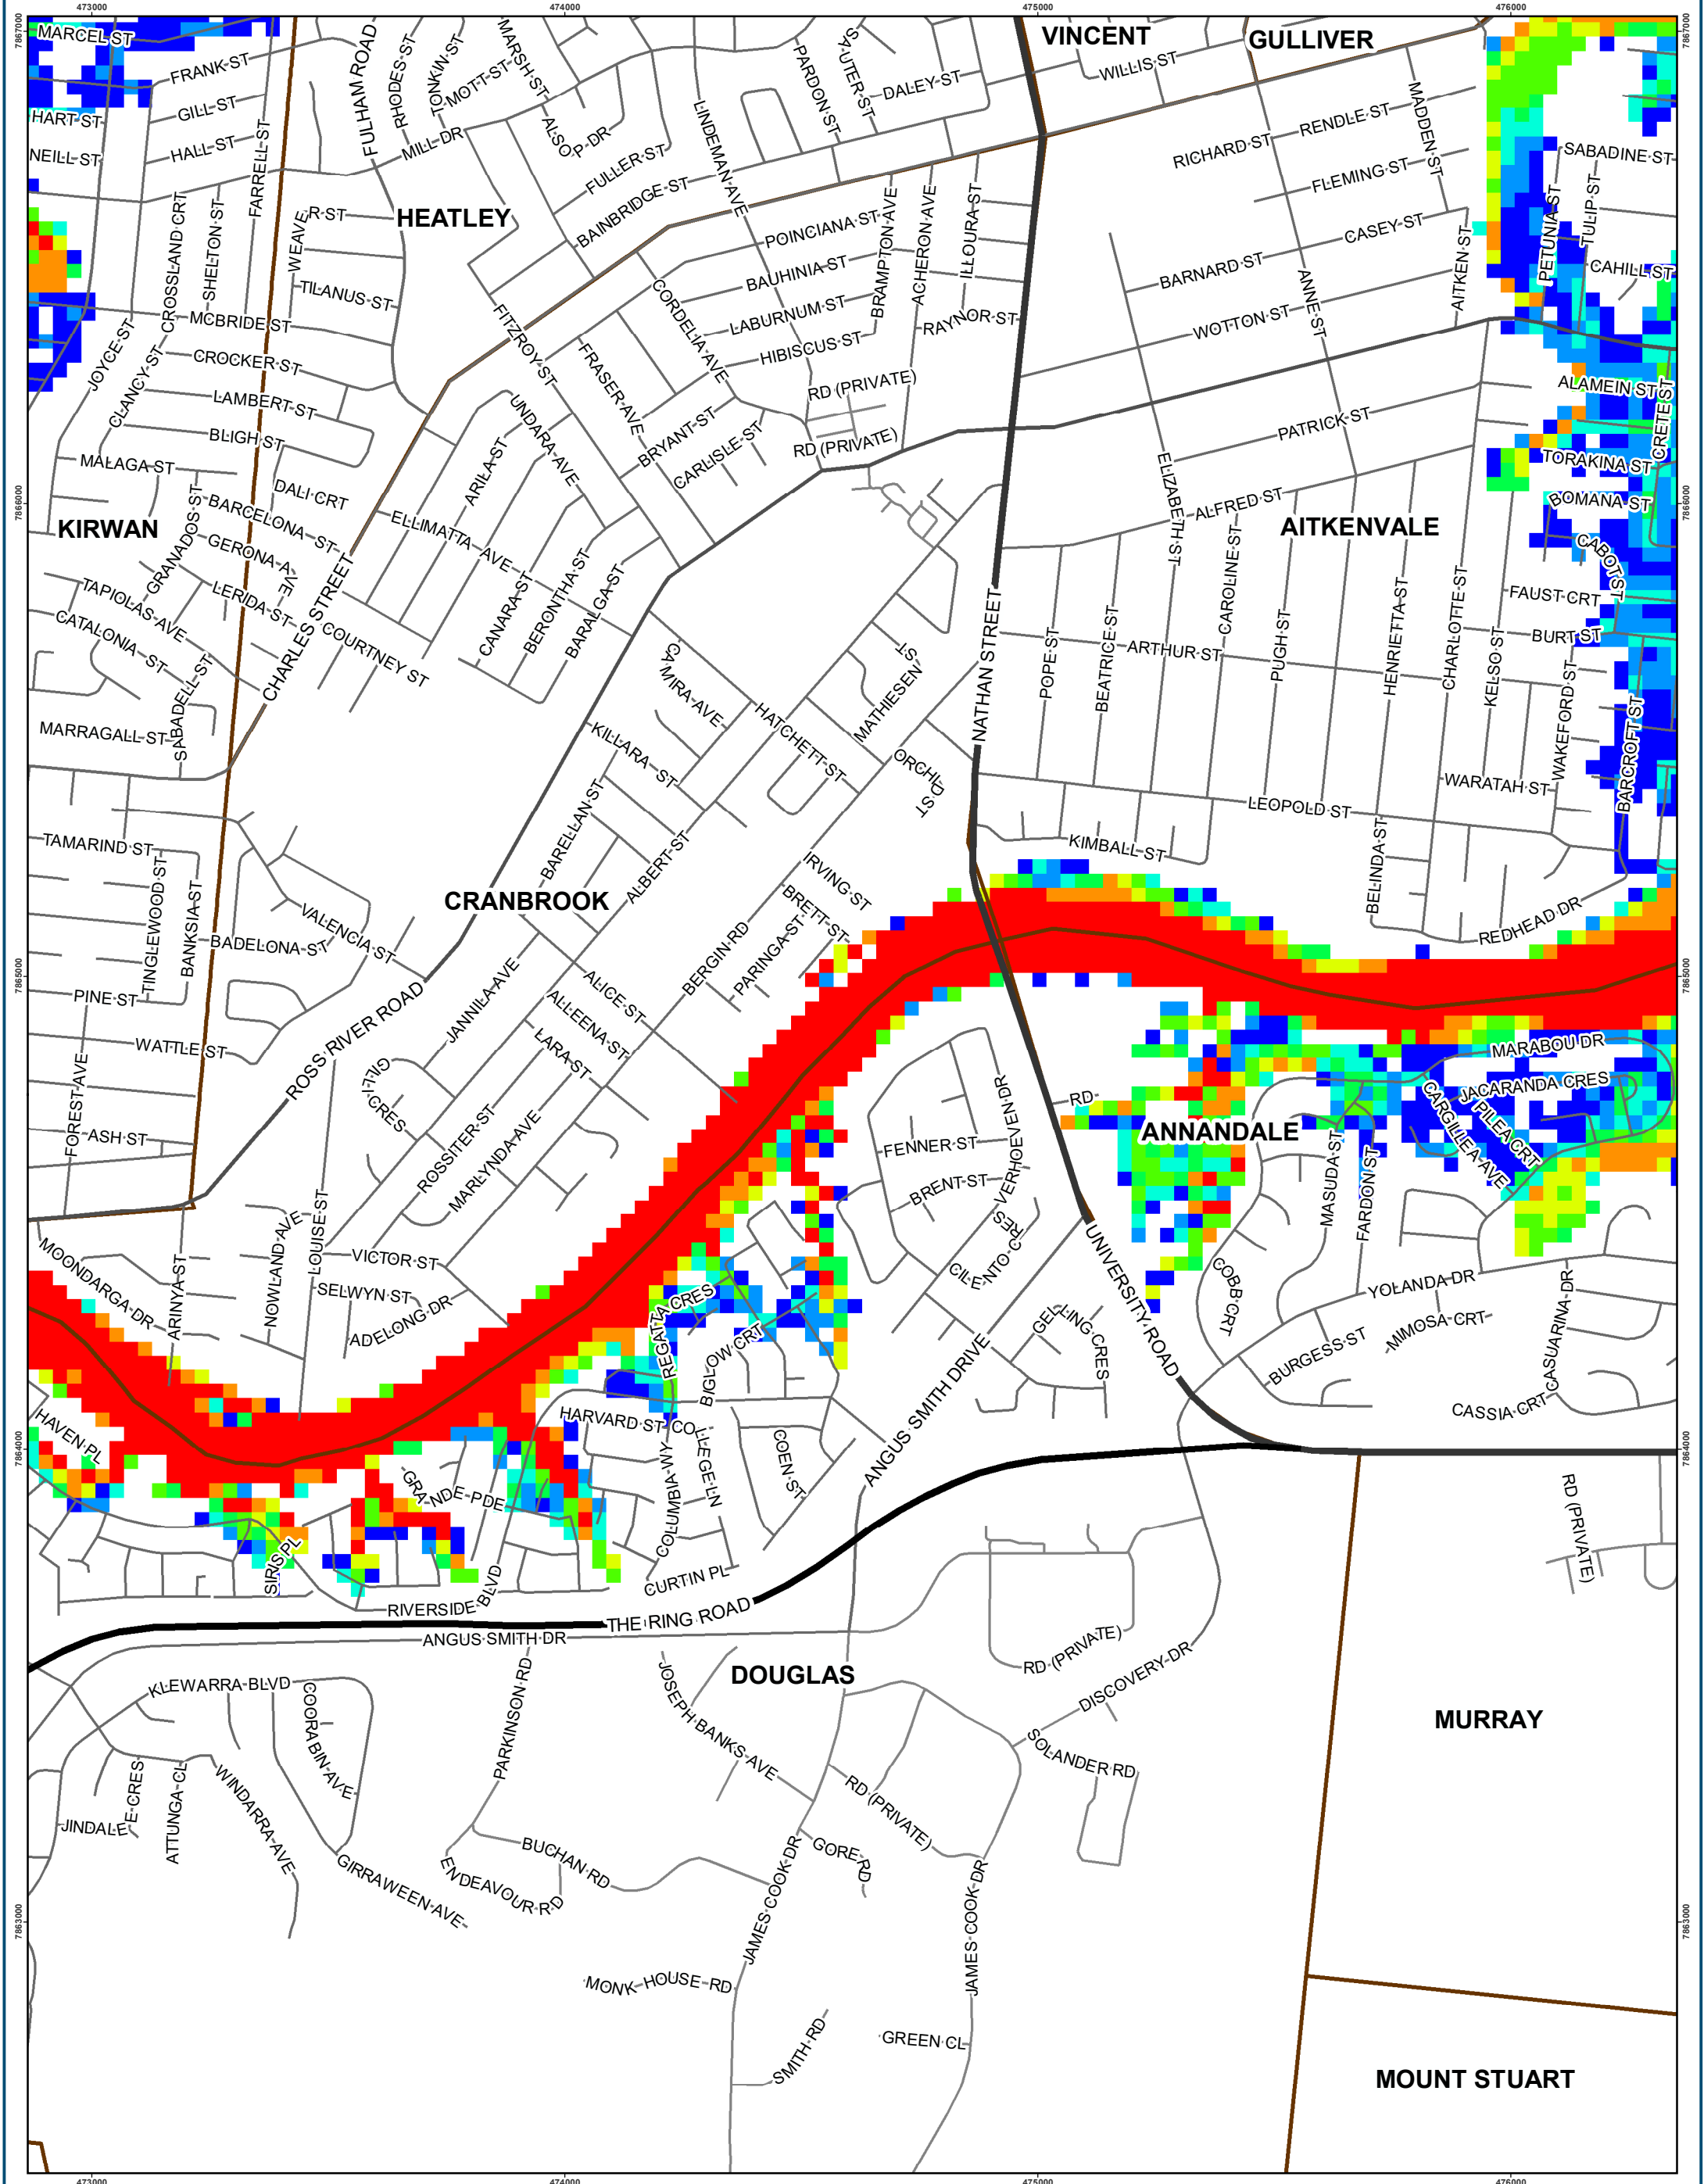 473000
474000
475000
476000
7867000
7867000
MARCEL ST
FRANK ST
GILL ST
HART ST
HALL ST
NEILL ST
FARRELL ST
FULHAM ROAD
RHODES ST
TONKIN ST
MOTT ST
MARSH ST
MILL DR
ALSOP DR
FULLER ST
BAINBRIDGE ST
LINDEMAN AVE
PARDON ST
SAUTER ST
DALEY ST
VINCENT
GULLIVER
WILLIS ST
RICHARD ST
RENDLE ST
MADDEN ST
FLEMING ST
CASEY ST
BARNARD ST
ANNE ST
WOTTON ST
AITKEN ST
SABADINE ST
PETUNIA ST
TULIP ST
CAHILL ST
HEATLEY
CROSSLAND CRT
SHELTON ST
WEAVER ST
TILANUS ST
MCBRIDE ST
JOYCE ST
CLANCY ST
CROCKER ST
LAMBERT ST
BLIGH ST
MALAGA ST
DALI CRT
POINCIANA ST
BAUHINIA ST
LABURNUM ST
HIBISCUS ST
BRAMPTON AVE
ACHERON AVE
ILLOURA ST
RAYNOR ST
CORDELIA AVE
FITZROY ST
FRASER AVE
RD (PRIVATE)
RD (PRIVATE)
BRYANT ST
CARLISLE ST
UNDARA AVE
ARILA ST
ELLIMATTA AVE
ALAMEIN ST
CRETE ST
TORAKINA ST
BOMANA ST
CABOT ST
FAUST CRT
BURT ST
PATRICK ST
ELIZABETH ST
ALFRED ST
AITKENVALE
7866000
7866000
KIRWAN
GRANADOS ST
BARCELONA ST
GERONA AVE
LERIDA ST
TAPIOLAS AVE
CATALONIA ST
SABADELL ST
CHARLES STREET
COURTNEY ST
CANARA ST
BERONTHA ST
BARALGA ST
MARRAGALL ST
CAMIRA AVE
MATHIESEN ST
HATCHETT ST
ORCHID ST
KILLARA ST
BARELLAN ST
ALBERT ST
NATHAN STREET
POPE ST
BEATRICE ST
ARTHUR ST
CAROLINE ST
PUGH ST
HENRIETTA ST
CHARLOTTE ST
KELSO ST
WAKEFORD ST
BARCROFT ST
WARATAH ST
LEOPOLD ST
KIMBALL ST
BELINDA ST
REDHEAD DR
TAMARIND ST
TINGLEWOOD ST
BANKSIA ST
VALENCIA ST
BADELONA ST
CRANBROOK
IRVING ST
BRETT ST
PARINGA ST
BERGIN RD
7865000
7865000
PINE ST
WATTLE ST
FOREST AVE
ASH ST
ROSS RIVER ROAD
JANNILA AVE
ALICE ST
ALLEENA ST
LARA ST
GILTI CRES
ROSSITER ST
MARLYNDA AVE
FENNER ST
BRENT ST
VERHOEVEN DR
CILENTO CRES
RD
ANNANDALE
MARABOU DR
JACARANDA CRES
CARGILLEA AVE
PILEA CRT
MASUDA ST
FARDON ST
COBB CRT
YOLANDA DR
MIMOSA CRT
BURGESS ST
CASUARINA DR
CASSIA CRT
MOONDARGA DR
ARINYA ST
NOWLAND AVE
LOUISE ST
VICTOR ST
SELWYN ST
ADELONG DR
REGATTA CRES
BIGLOW CRT
GELLING CRES
UNIVERSITY ROAD
ANGUS SMITH DRIVE
HARVARD ST
COLLEGE LN
COLUMBIA WY
COEN ST
7864000
7864000
HAVEN PL
GRANDE PDE
SIRIS PL
RIVERSIDE BLVD
CURTIN PL
THE RING ROAD
ANGUS SMITH DR
RD (PRIVATE)
DOUGLAS
RD (PRIVATE)
DISCOVERY DR
SOLANDER RD
MURRAY
KLEWARRA BLVD
COORABIN AVE
PARKINSON RD
JOSEPH BANKS AVE
RD (PRIVATE)
JINDALEE CRES
ATTUNGA CL
WINDARRA AVE
GIRRAWEEN AVE
BUCHAN RD
ENDEAVOUR RD
GORE RD
JAMES COOK DR
JAMES COOK DR
7863000
7863000
MONK HOUSE RD
SMITH RD
GREEN CL
MOUNT STUART
473000
474000
475000
476000